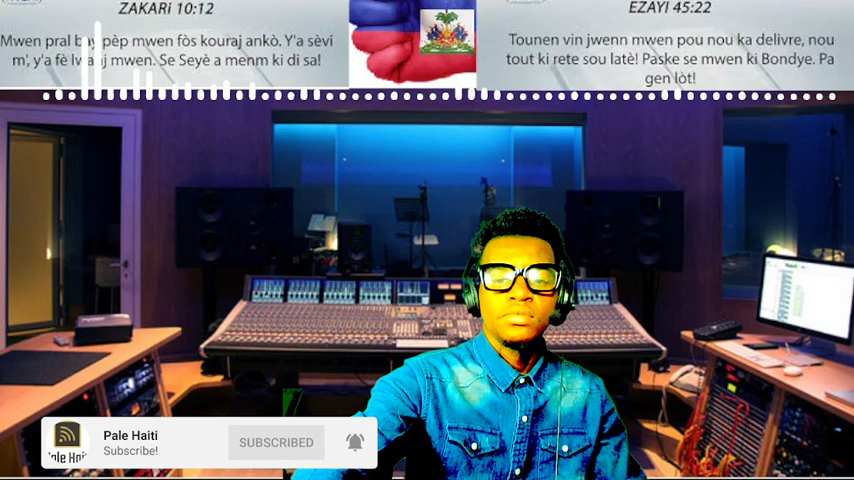 ZAKARi 10:12
Mwen pral bay pèp mwen fòs kouraj ankò. Y'a sèvi
m', y'a fè lwanj mwen. Se Seyè a menm ki di sa!
EZAYI 45:22
Tounen vin jwenn mwen pou nou ka delivre, nou
tout ki rete sou latè! Paske se mwen ki Bondye. Pa
gen lòt!
Pale Haiti
Subscribe!
SUBSCRIBED